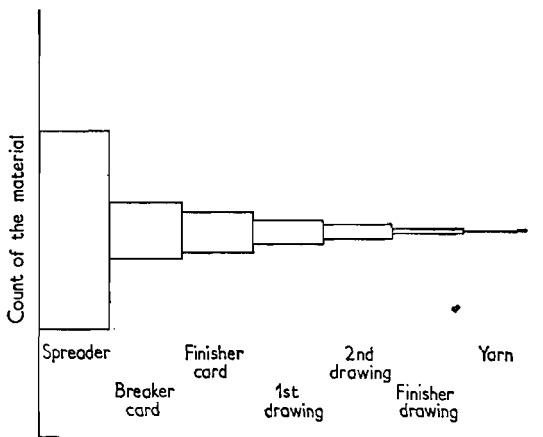 Count of the material
Spreader
Breaker
card
Finisher
card
1st
drawing
2nd
drawing
Finisher
drawing
Yarn